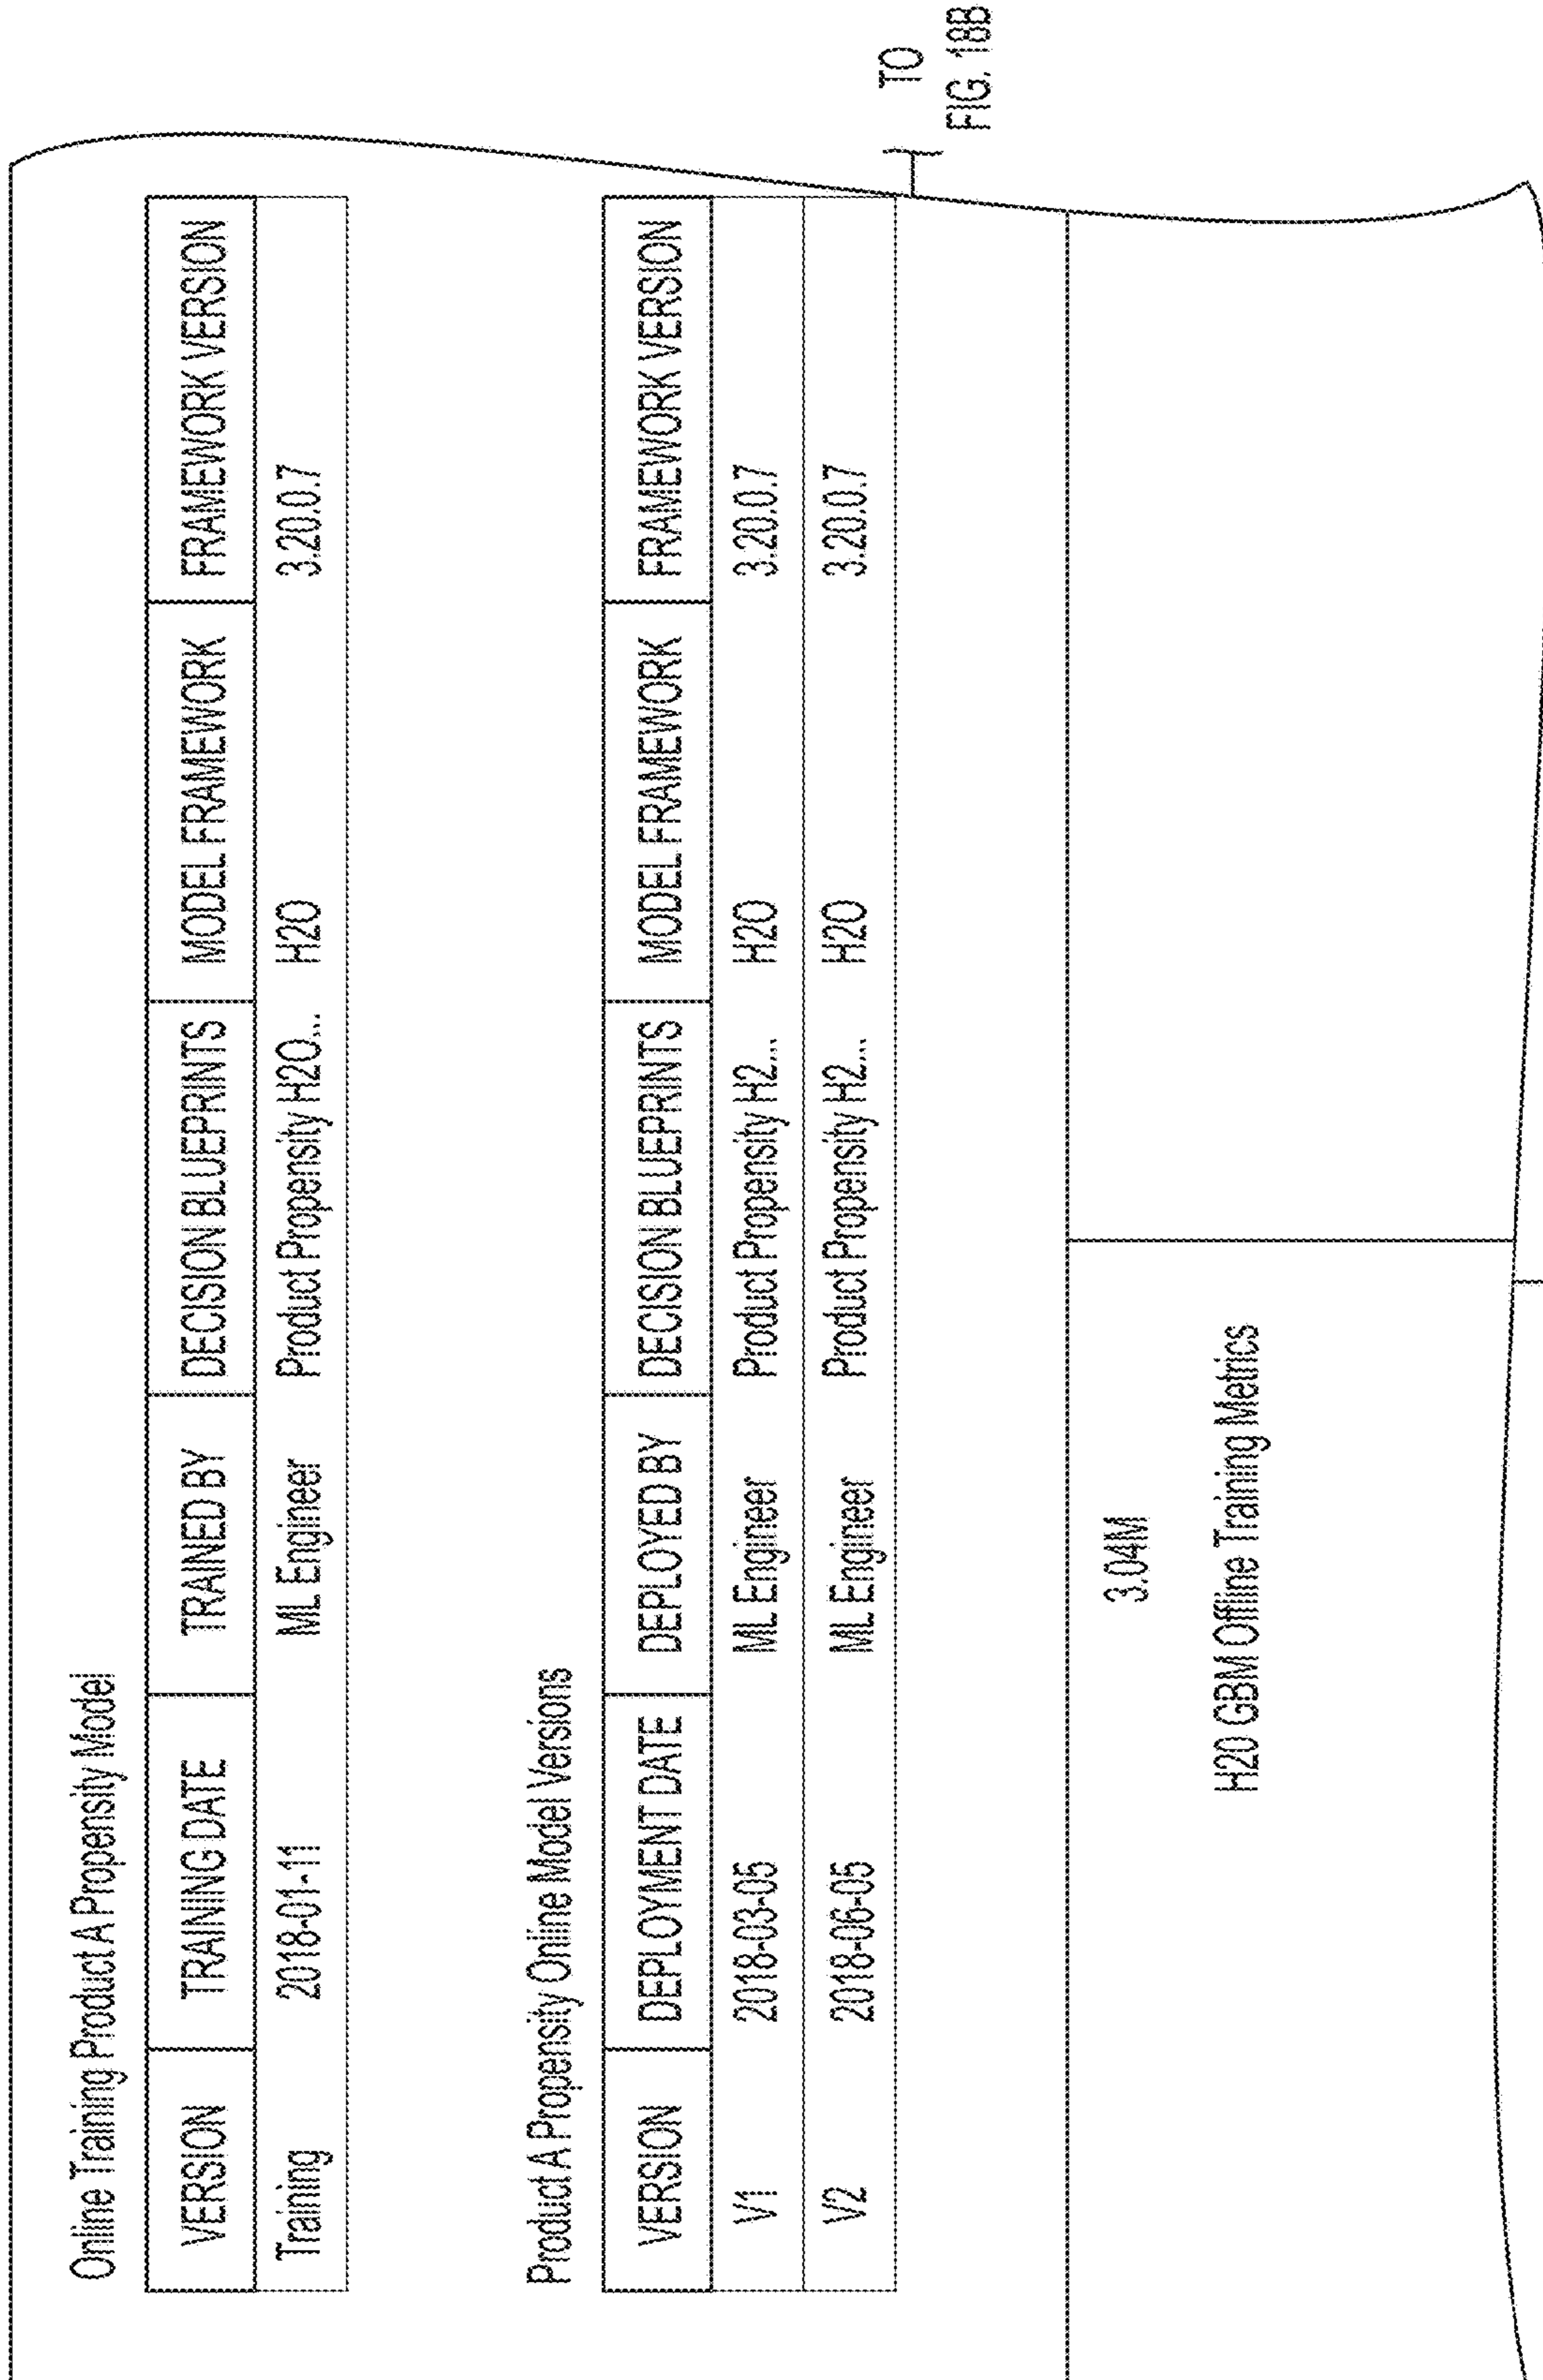 Online Training Product A Propensity Model
VERSION TRAINING DATE TRAINED BY DECISION BLUEPRINTS MODEL FRAMEWORK FRAMEWORK VERSION
Training 2018-01-11 ML Engineer Product Propensity H2O... H2O 3.20.0.7
Product A Propensity Online Model Versions
VERSION DEPLOYMENT DATE DEPLOYED BY DECISION BLUEPRINTS MODEL FRAMEWORK FRAMEWORK VERSION
V1 2018-03-05 ML Engineer Product Propensity H2... H2O 3.20.0.7
V2 2018-06-05 ML Engineer Product Propensity H2... H2O 3.20.0.7
TO
FIG. 18B
3.04M
H20 GBM Offline Training Metrics